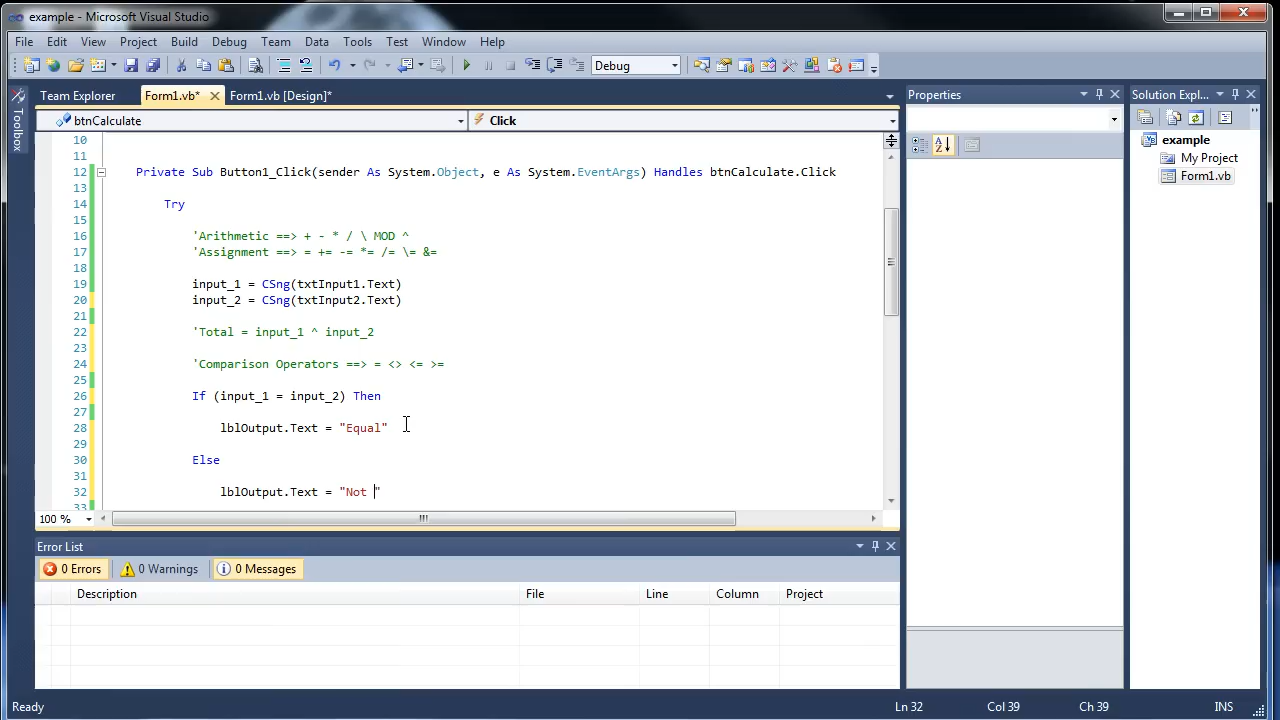 example - Microsoft Visual Studio
File Edit View Project Build Debug Team Data Tools Test Window Help
Debug
Team Explorer Form1.vb* Form1.vb [Design]*
Properties
Solution Expl...
Toolbox
btnCalculate Click
example
My Project
Form1.vb
10
11
12 Private Sub Button1_Click(sender As System.Object, e As System.EventArgs) Handles btnCalculate.Click
13
14 Try
15
16 'Arithmetic ==> + - * / \ MOD ^
17 'Assignment ==> = += -= *= /= \= &=
18
19 input_1 = CSng(txtInput1.Text)
20 input_2 = CSng(txtInput2.Text)
21
22 'Total = input_1 ^ input_2
23
24 'Comparison Operators ==> = <> <= >=
25
26 If (input_1 = input_2) Then
27
28 lblOutput.Text = "Equal"
29
30 Else
31
32 lblOutput.Text = "Not "
33
100 %
Error List
0 Errors 0 Warnings 0 Messages
Description File Line Column Project
Ready Ln 32 Col 39 Ch 39 INS